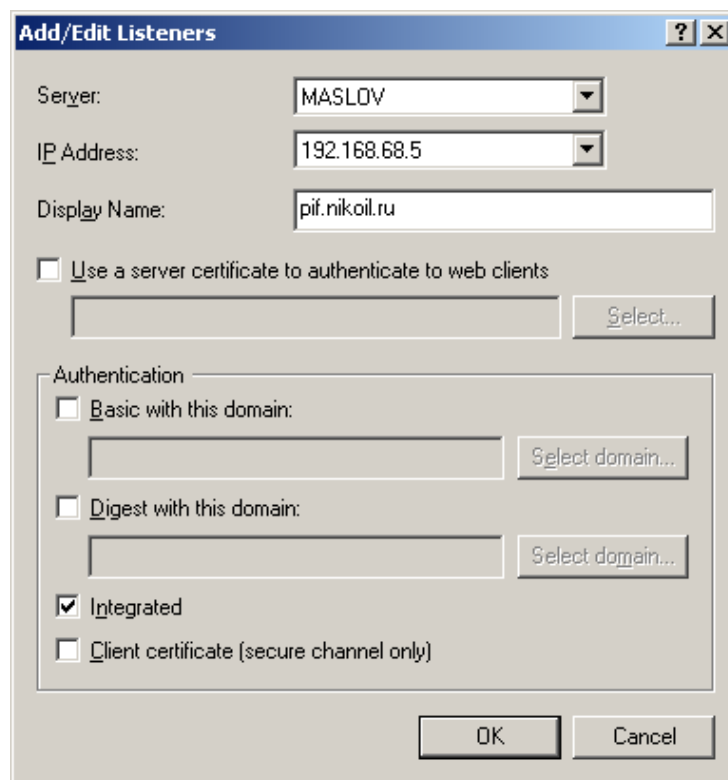 Add/Edit Listeners
Server: MASLOV
IP Address: 192.168.68.5
Display Name: pif.nikoil.ru
Use a server certificate to authenticate to web clients
Select...
Authentication
Basic with this domain:
Select domain...
Digest with this domain:
Select domain...
Integrated
Client certificate (secure channel only)
OK Cancel